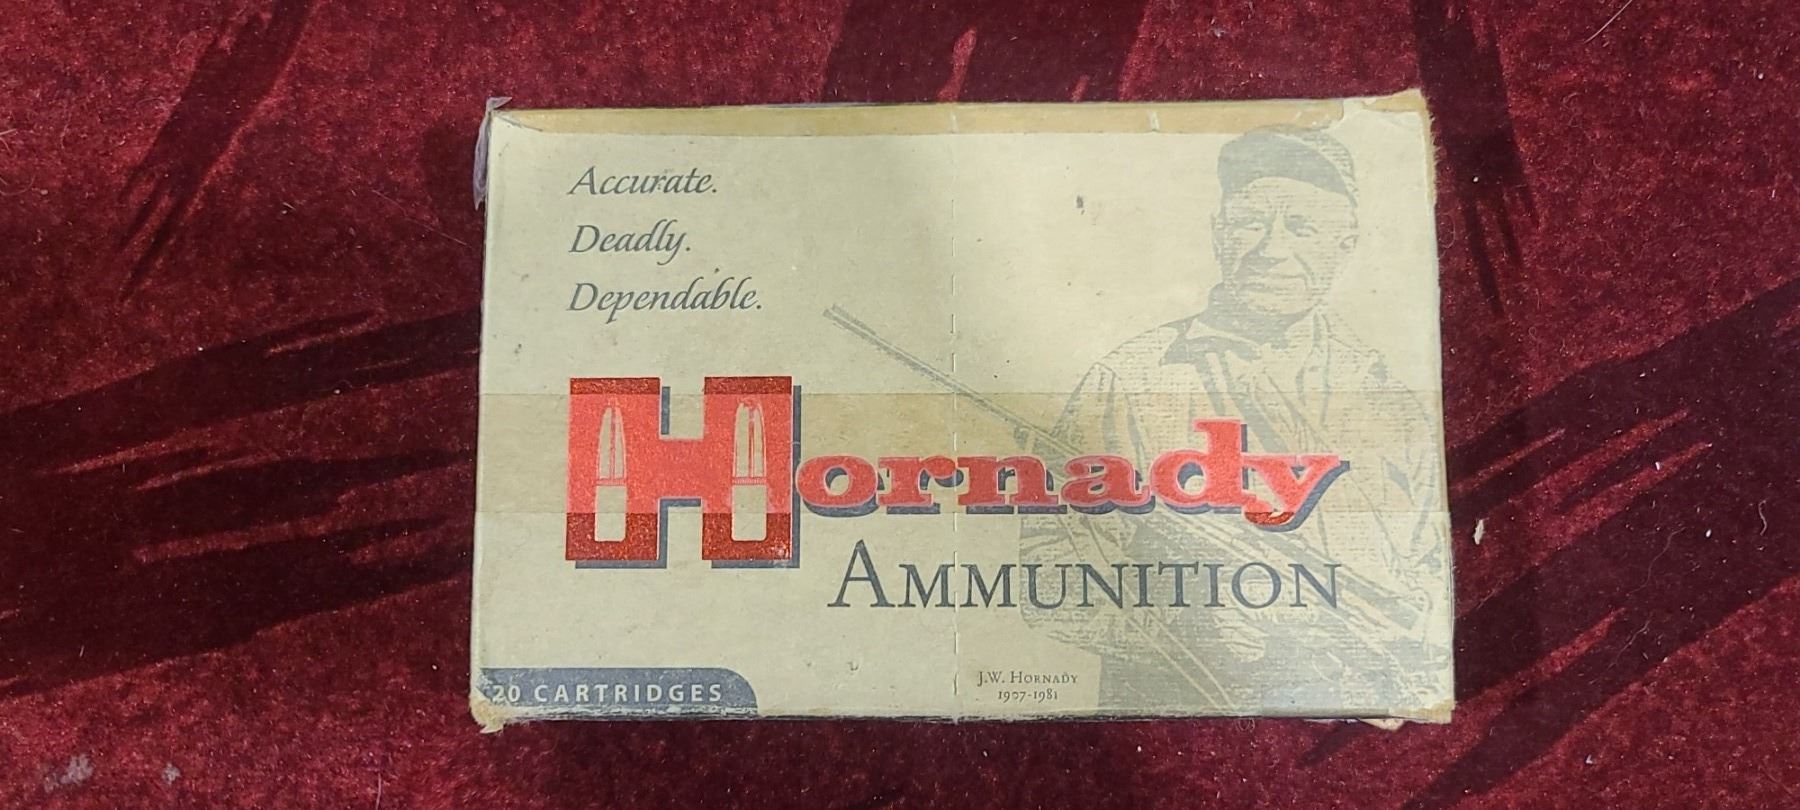 Accurate.
Deadly.
Dependable.
Hornady
AMMUNITION
20 CARTRIDGES
J.W. HORNADY
1907-1981